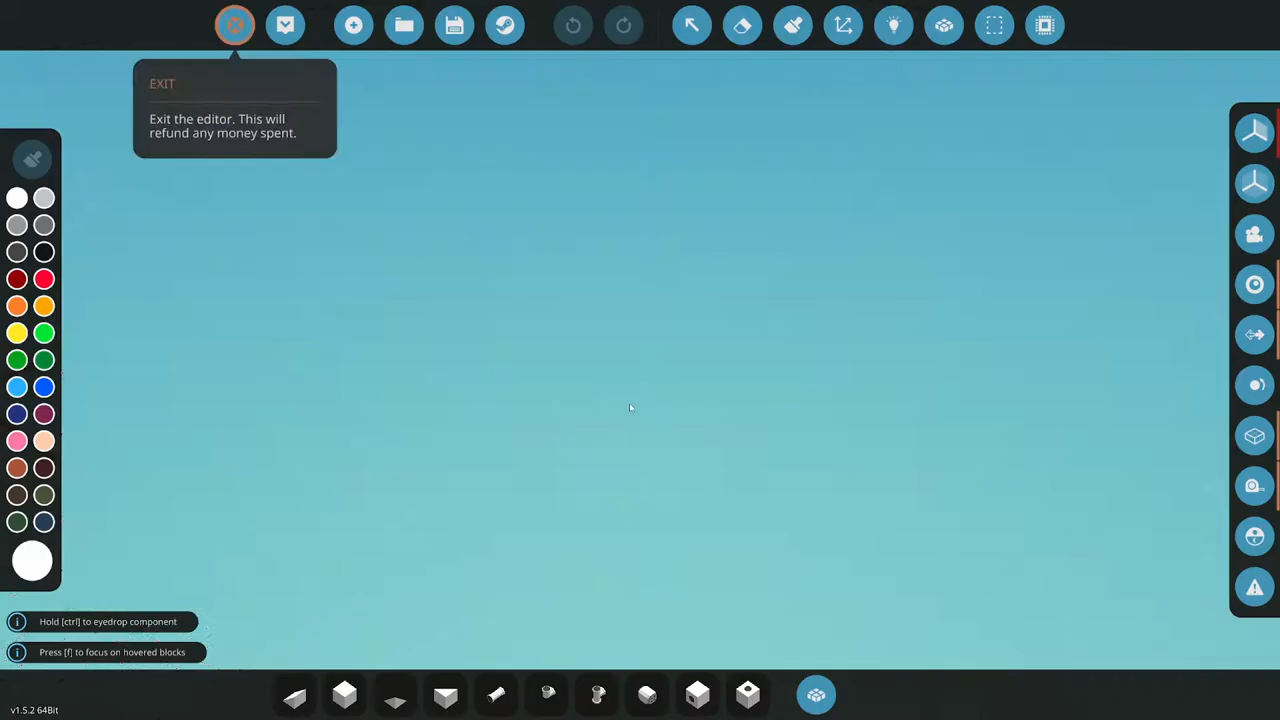 EXIT
Exit the editor. This will
refund any money spent.
Hold [ctrl] to eyedrop component
Press [f] to focus on hovered blocks
v1.5.2 64Bit